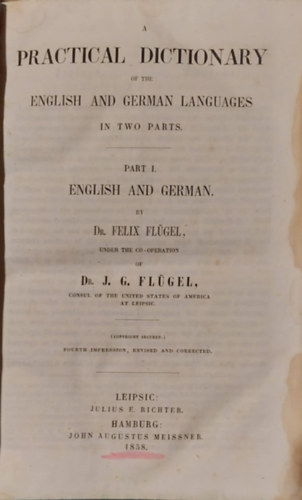 A
PRACTICAL DICTIONARY
OF THE
ENGLISH AND GERMAN LANGUAGES
IN TWO PARTS.
PART I.
ENGLISH AND GERMAN.
BY
DR. FELIX FLÜGEL,
UNDER THE CO-OPERATION
OF
DR. J. G. FLÜGEL,
CONSUL OF THE UNITED STATES OF AMERICA
AT LEIPSIC.
(COPYRIGHT SECURED.)
FOURTH IMPRESSION, REVISED AND CORRECTED.
LEIPSIC:
JULIUS E. RICHTER.
HAMBURG:
JOHN AUGUSTUS MEISSNER.
1858.